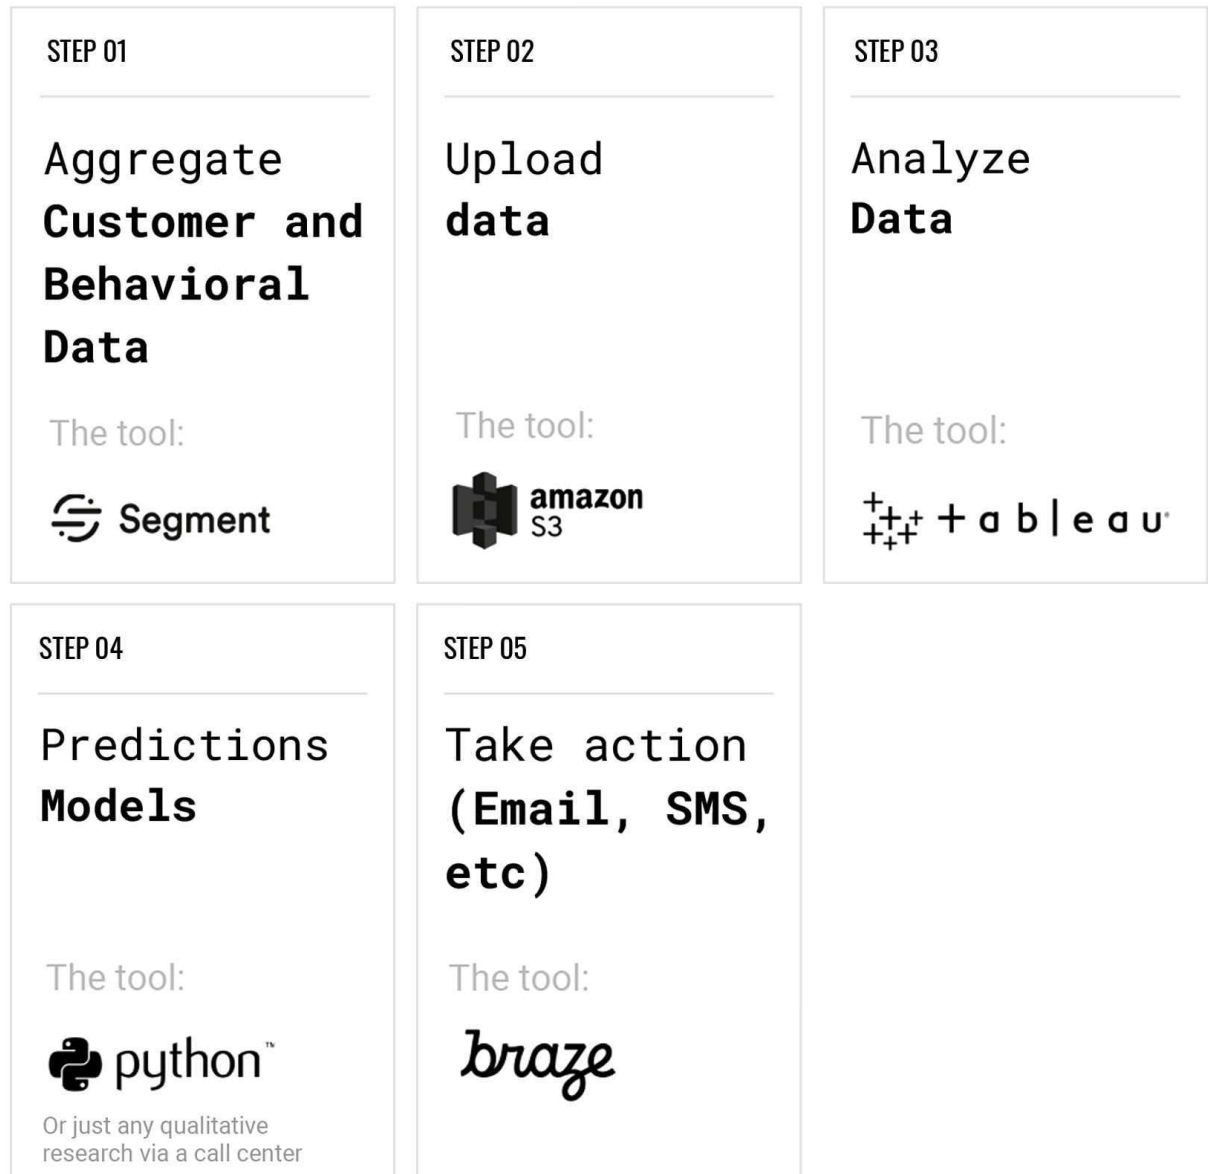 STEP 01
Aggregate
Customer and
Behavioral
Data
The tool:
Segment
STEP 02
Upload
data
The tool:
amazon
S3
STEP 03
Analyze
Data
The tool:
+ableau®
STEP 04
Predictions
Models
The tool:
python™
Or just any qualitative
research via a call center
STEP 05
Take action
(Email, SMS,
etc)
The tool:
braze